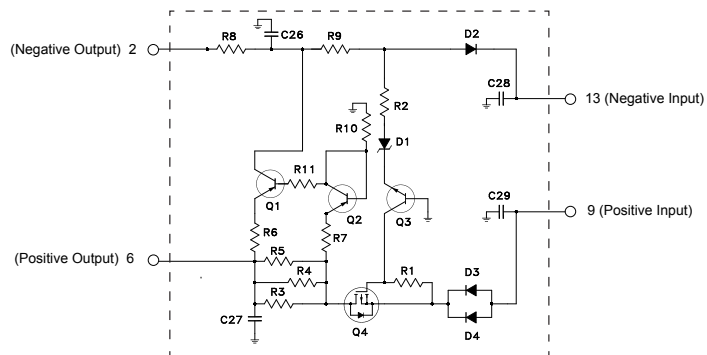 C26
R8
R9
D2
(Negative Output) 2
C28
R2
13 (Negative Input)
R10
D1
R11
C29
Q1
Q2
Q3
9 (Positive Input)
R6
R7
R5
(Positive Output) 6
R4
R1
D3
R3
C27
Q4
D4